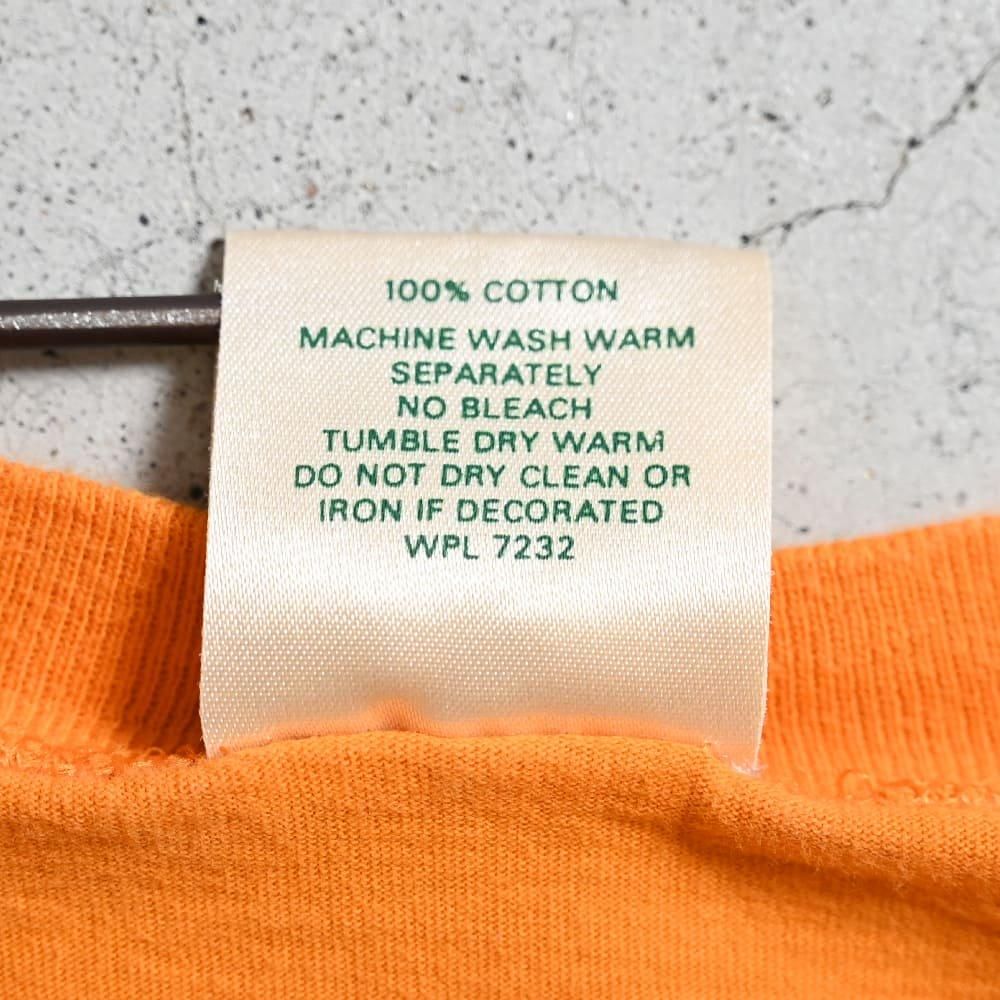 100% COTTON
MACHINE WASH WARM
SEPARATELY
NO BLEACH
TUMBLE DRY WARM
DO NOT DRY CLEAN OR
IRON IF DECORATED
WPL 7232